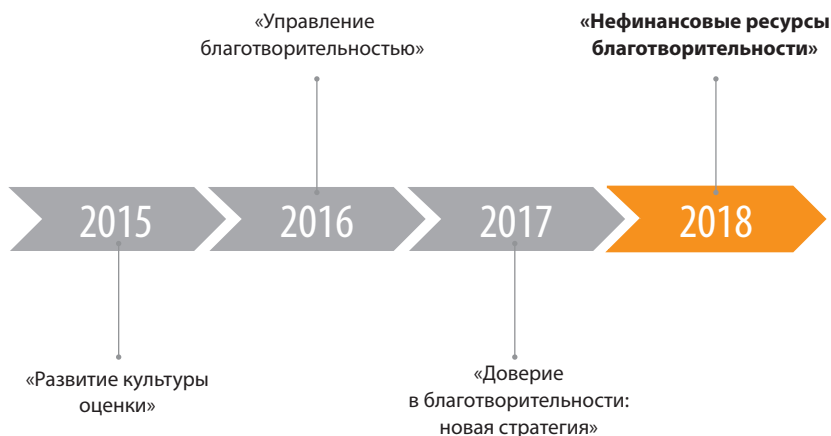 «Управление
благотворительностью»
«Нефинансовые ресурсы
благотворительности»
2015
2016
2017
2018
«Развитие культуры
оценки»
«Доверие
в благотворительности:
новая стратегия»